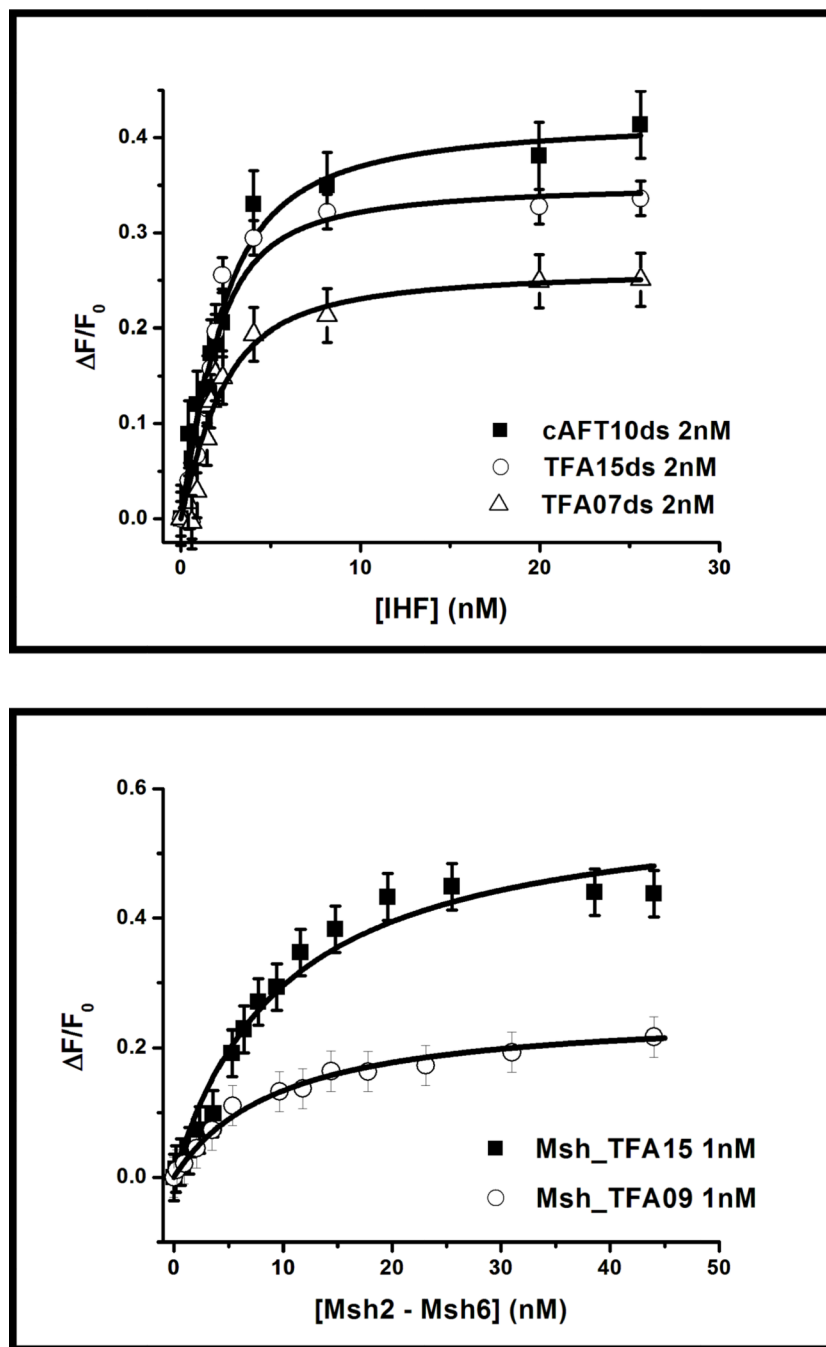 0.4
0.3
0.2
0.1
0.0
ΔF/F0
cAFT10ds 2nM
TFA15ds 2nM
TFA07ds 2nM
0 10 20 30
[IHF] (nM)
0.6
0.4
0.2
0.0
ΔF/F0
Msh_TFA15 1nM
Msh_TFA09 1nM
0 10 20 30 40 50
[Msh2 - Msh6] (nM)